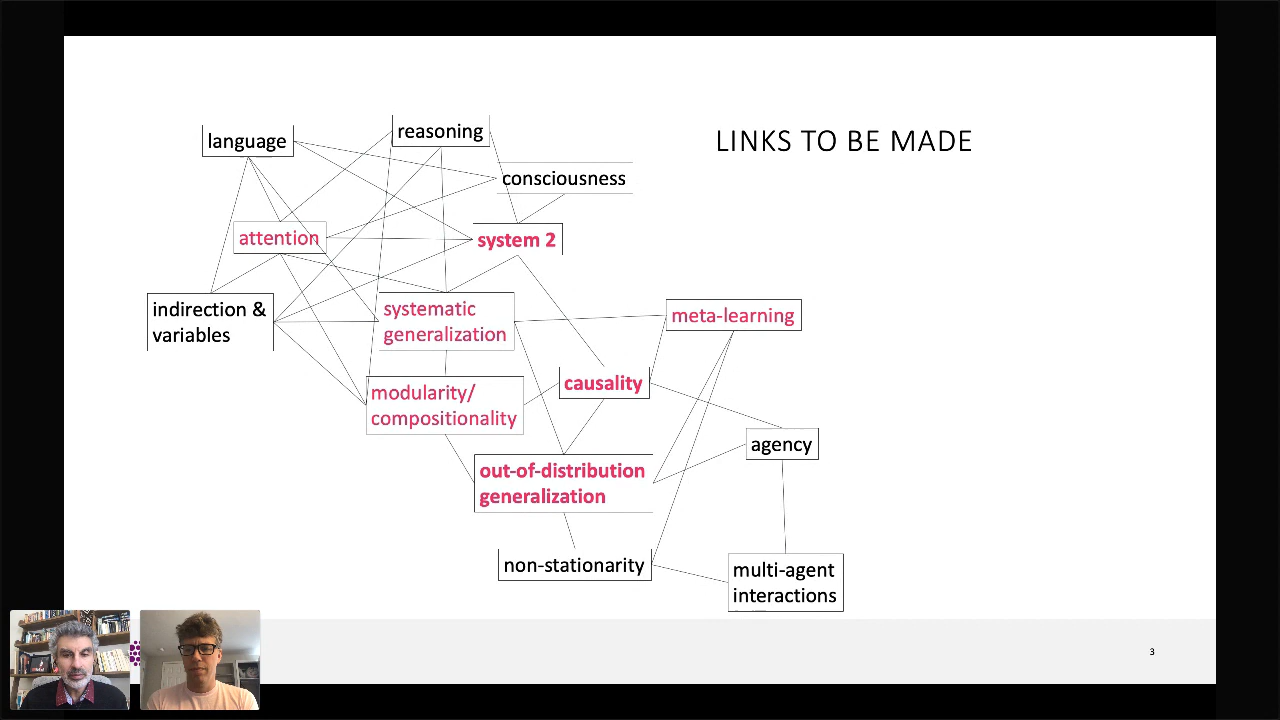 LINKS TO BE MADE
language
reasoning
consciousness
attention
system 2
indirection &
variables
systematic
generalization
meta-learning
modularity/
compositionality
causality
agency
out-of-distribution
generalization
non-stationarity
multi-agent
interactions
3